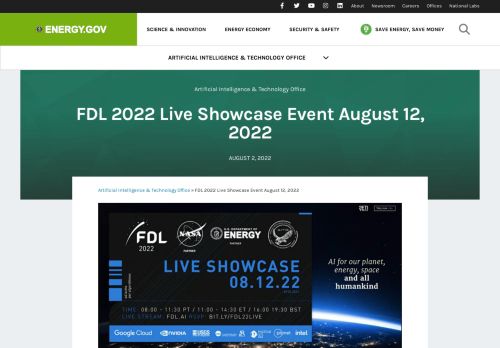 About Newsroom Careers Offices National Labs
ENERGY.GOV
SCIENCE & INNOVATION ENERGY ECONOMY SECURITY & SAFETY SAVE ENERGY, SAVE MONEY
ARTIFICIAL INTELLIGENCE & TECHNOLOGY OFFICE
Artificial Intelligence & Technology Office
FDL 2022 Live Showcase Event August 12,
2022
AUGUST 2, 2022
Artificial Intelligence & Technology Office » FDL 2022 Live Showcase Event August 12, 2022
FDL
2022
NASA
U.S. DEPARTMENT OF
ENERGY
PARTNER
PARTNER
LIVE SHOWCASE
08.12.22
TIME: 08:00 - 11:30 PT / 11:00 - 14:30 ET / 16:00 19:30 BST
LIVE STREAM: FDL.AI RSVP: BIT.LY/FDL22LIVE
AI for our planet,
energy, space
and all
humankind
Google Cloud NVIDIA USGS intel